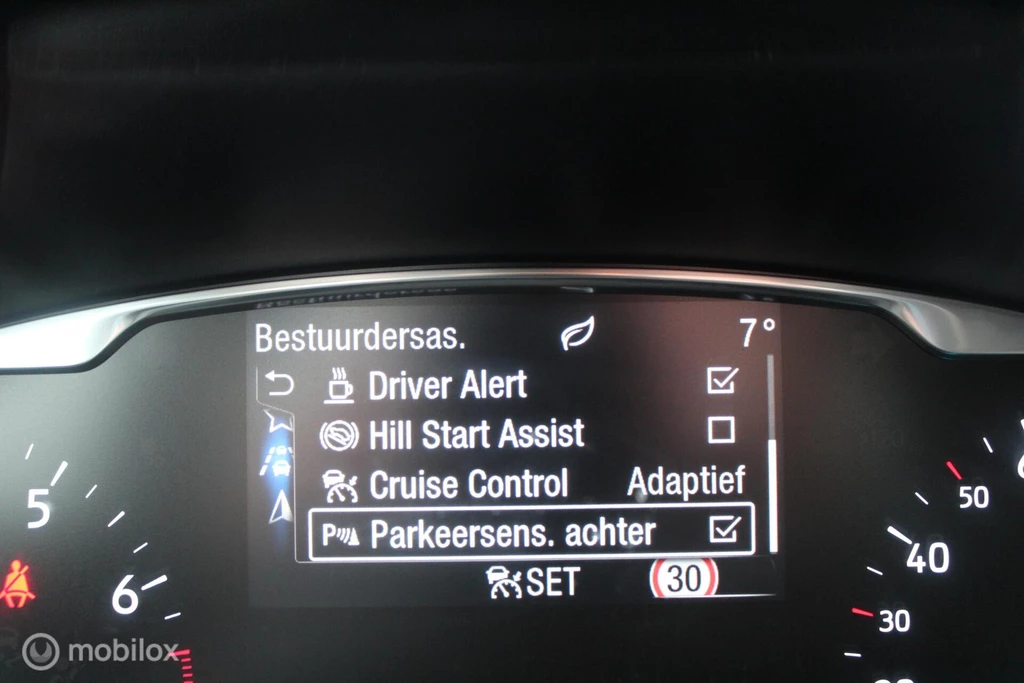 Bestuurdersas. 7°
Driver Alert
Hill Start Assist
Cruise Control Adaptief
P Parkeersens. achter
SET 30
5
6
50
40
30
mobilox